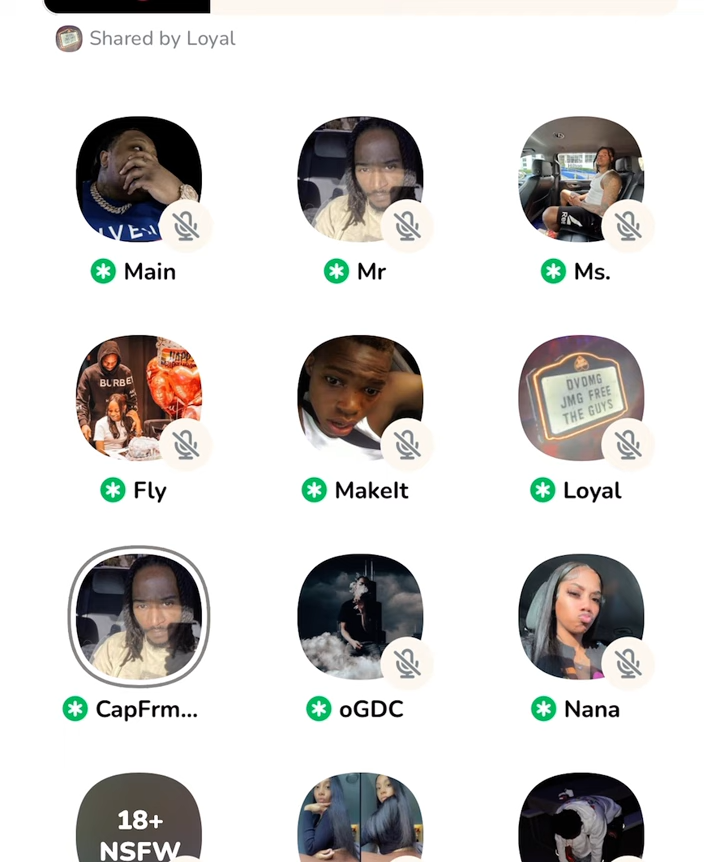 Shared by Loyal
Main
Mr
Ms.
BURBE
Fly
MakeIt
DVOMG
JMG FREE
THE GUYS
Loyal
CapFrm...
oGDC
Nana
18+
NSFW